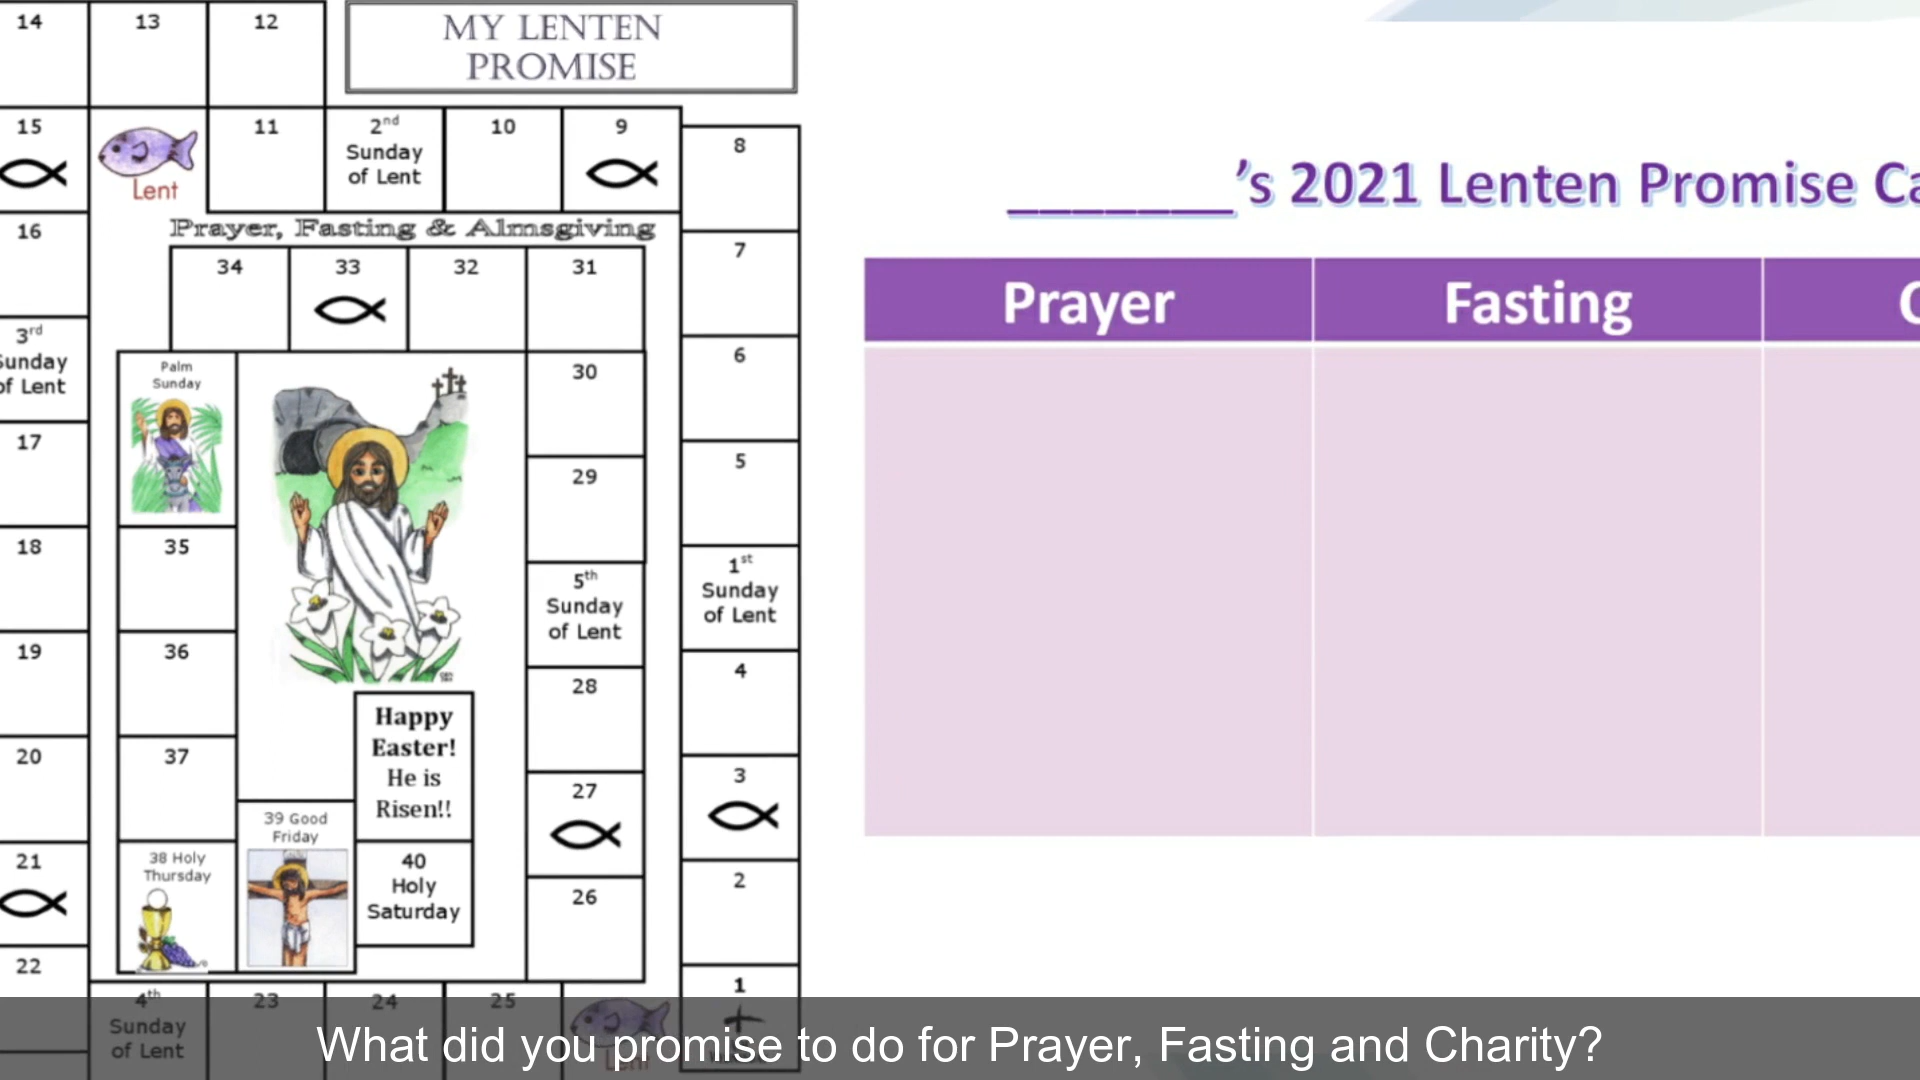 14
13
12
MY LENTEN
PROMISE
15
Lent
11
2nd
Sunday
of Lent
10
9
8
16
Prayer, Fasting & Almsgiving
7
34
33
32
31
3rd
Sunday
of Lent
6
Palm
Sunday
30
17
5
29
18
35
1st
Sunday
of Lent
5th
Sunday
of Lent
19
36
4
28
Happy
Easter!
He is
Risen!!
20
37
3
27
39 Good
Friday
21
38 Holy
Thursday
40
Holy
Saturday
2
26
22
1
4th
Sunday
of Lent
23
24
25
Lent
_______’s 2021 Lenten Promise Ca
Prayer
Fasting
C
What did you promise to do for Prayer, Fasting and Charity?